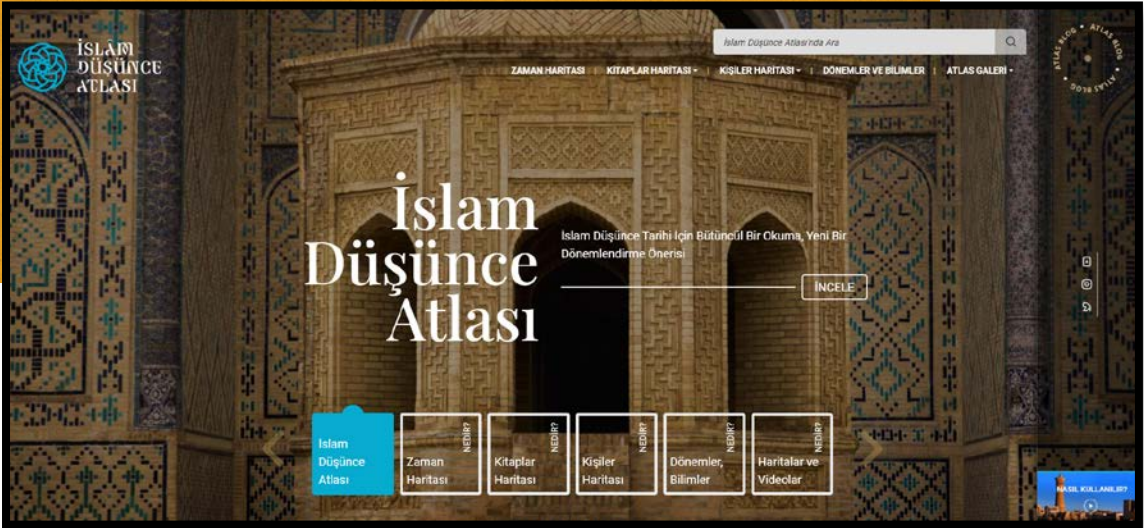 İSLÂM
DÜŞÜNCE
ATLASI
İslam Düşünce Atlası'nda Ara
ATLAS BLOG • ATLAS BLOG •
ZAMAN HARİTASI | KİTAPLAR HARİTASI | KİŞİLER HARİTASI | DÖNEMLER VE BİLİMLER | ATLAS GALERİ
İslam
Düşünce
Atlası
İslam Düşünce Tarihi İçin Bütüncül Bir Okuma, Yeni Bir
Dönemlendirme Önerisi
İNCELE
İslam
Düşünce
Atlası
NEDİR?
Zaman
Haritası
NEDİR?
Kitaplar
Haritası
NEDİR?
Kişiler
Haritası
NEDİR?
Dönemler,
Bilimler
NEDİR?
Haritalar ve
Videolar
NASIL KULLANILIR?